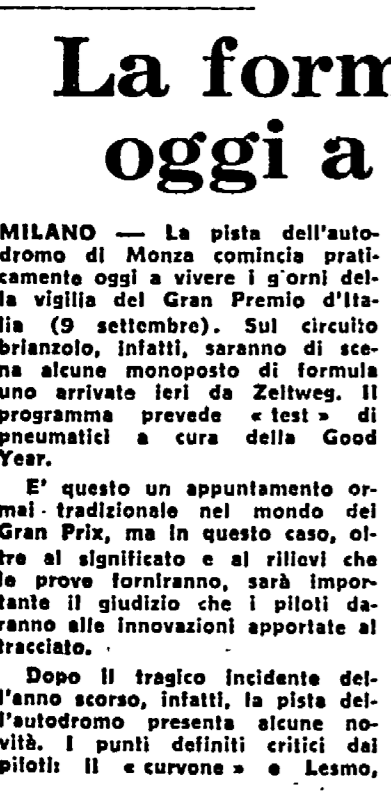 La form
oggi a
MILANO — La pista dell'auto-
dromo di Monza comincia prati-
camente oggi a vivere i giorni del-
la vigilia del Gran Premio d'Ita-
lia (9 settembre). Sul circuito
brianzolo, infatti, saranno di sce-
na alcune monoposto di formula
uno arrivate ieri da Zeltweg. Il
programma prevede « test » di
pneumatici a cura della Good
Year.
E' questo un appuntamento or-
mai tradizionale nel mondo dei
Gran Prix, ma in questo caso, ol-
tre al significato e ai rilievi che
le prove forniranno, sarà impor-
tante il giudizio che i piloti da-
ranno alle innovazioni apportate al
tracciato.
Dopo il tragico incidente del-
l'anno scorso, infatti, la pista del-
l'autodromo presenta alcune no-
vità. I punti definiti critici dai
piloti: il « curvone » e Lesmo,